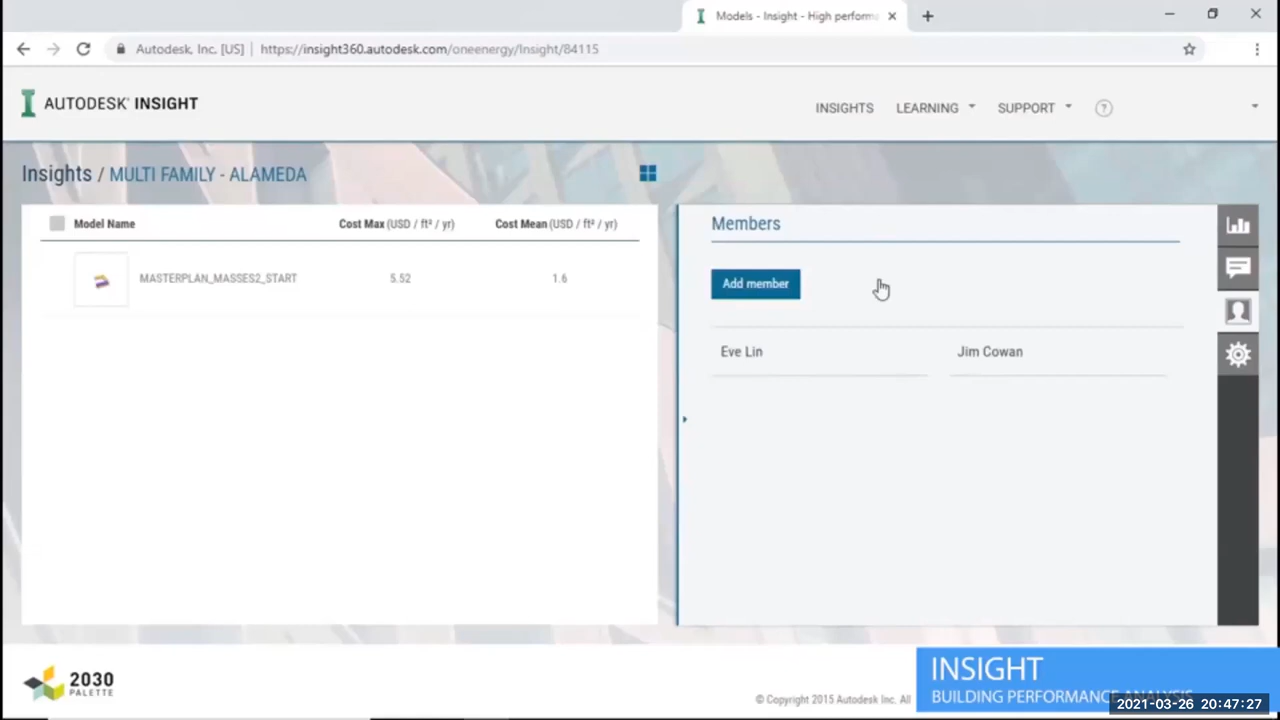 Models - Insight - High performa
Autodesk, Inc. [US] | https://insight360.autodesk.com/oneenergy/Insight/84115
AUTODESK® INSIGHT
INSIGHTS LEARNING SUPPORT ?
Insights / MULTI FAMILY - ALAMEDA
Model Name Cost Max (USD / ft² / yr) Cost Mean (USD / ft² / yr)
MASTERPLAN_MASSES2_START 5.52 1.6
Members
Add member
Eve Lin Jim Cowan
2030
PALETTE
© Copyright 2015 Autodesk Inc. All
INSIGHT
BUILDING PERFORMANCE ANALYSIS
2021-03-26 20:47:27